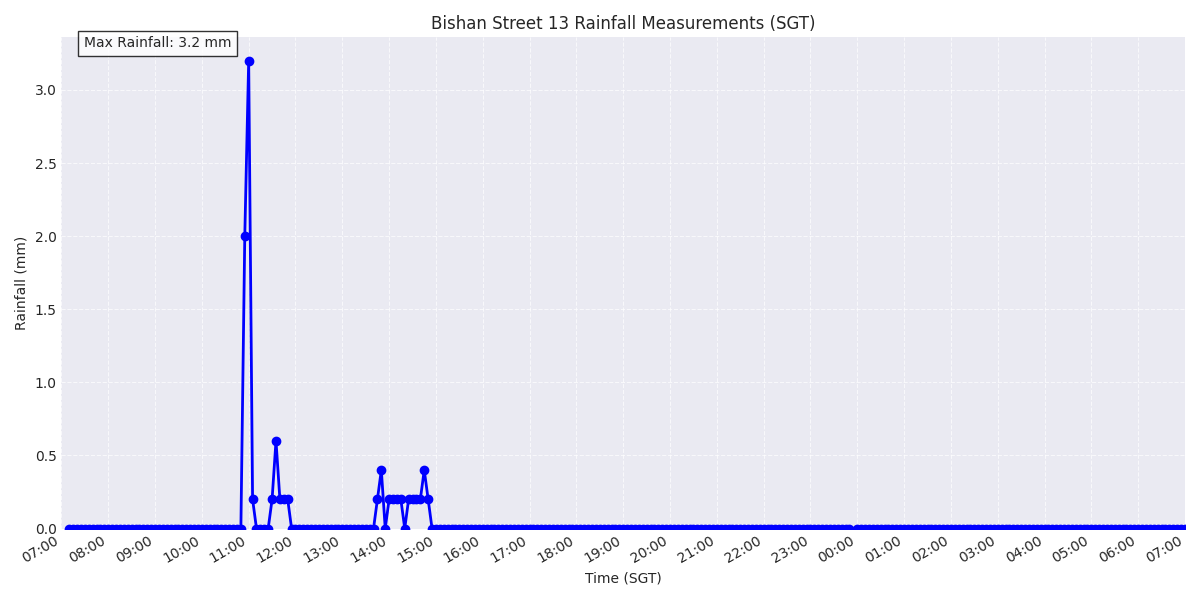 Bishan Street 13 Rainfall Measurements (SGT)
Max Rainfall: 3.2 mm
Rainfall (mm)
3.0
2.5
2.0
1.5
1.0
0.5
0.0
07:00 08:00 09:00 10:00 11:00 12:00 13:00 14:00 15:00 16:00 17:00 18:00 19:00 20:00 21:00 22:00 23:00 00:00 01:00 02:00 03:00 04:00 05:00 06:00 07:00
Time (SGT)